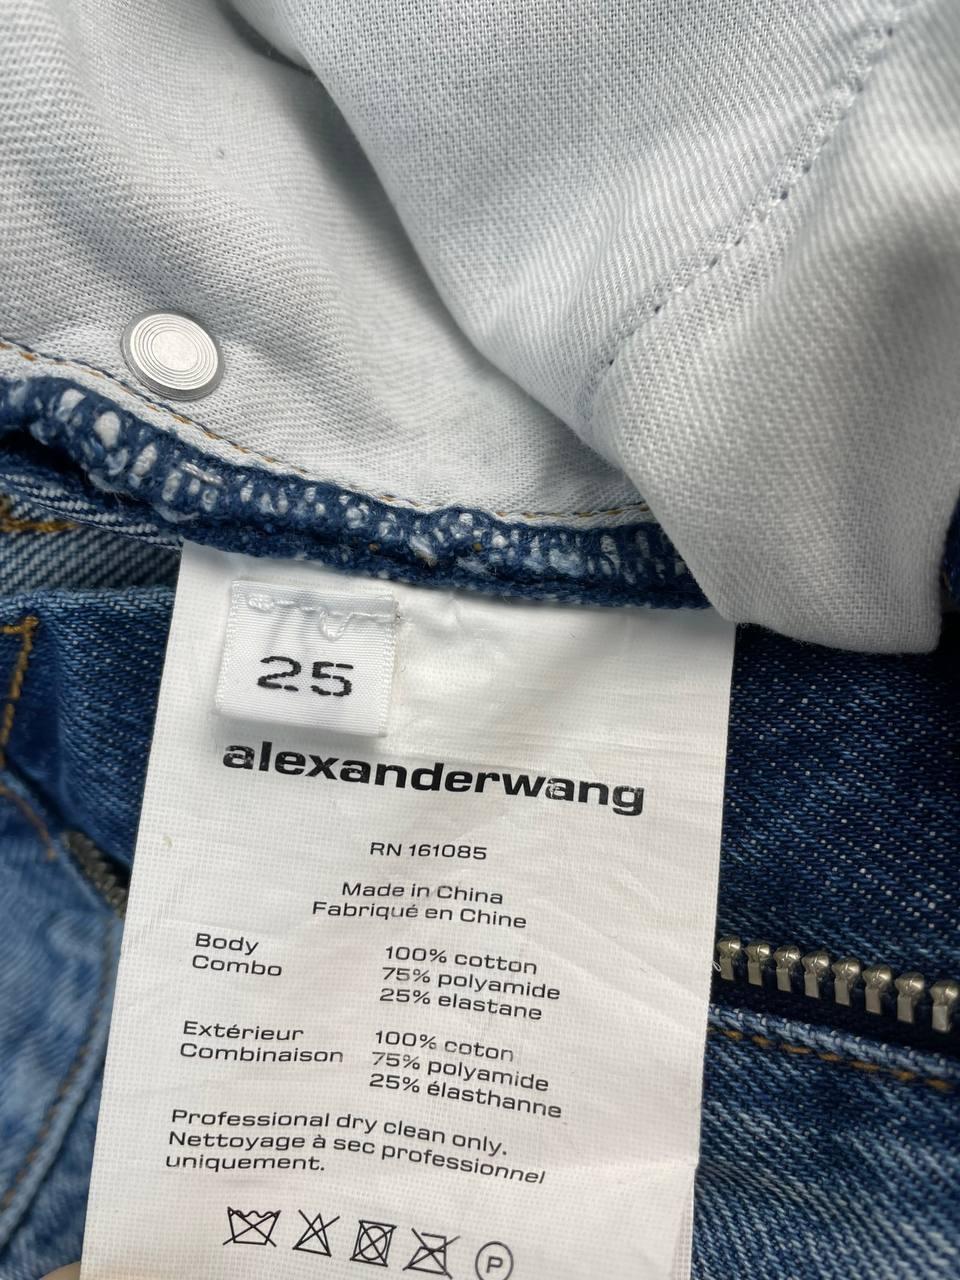 25
alexanderwang
RN 161085
Made in China
Fabriqué en Chine
Body 100% cotton
Combo 75% polyamide
25% elastane
Extérieur 100% coton
Combinaison 75% polyamide
25% élasthanne
Professional dry clean only.
Nettoyage à sec professionnel
uniquement.
P